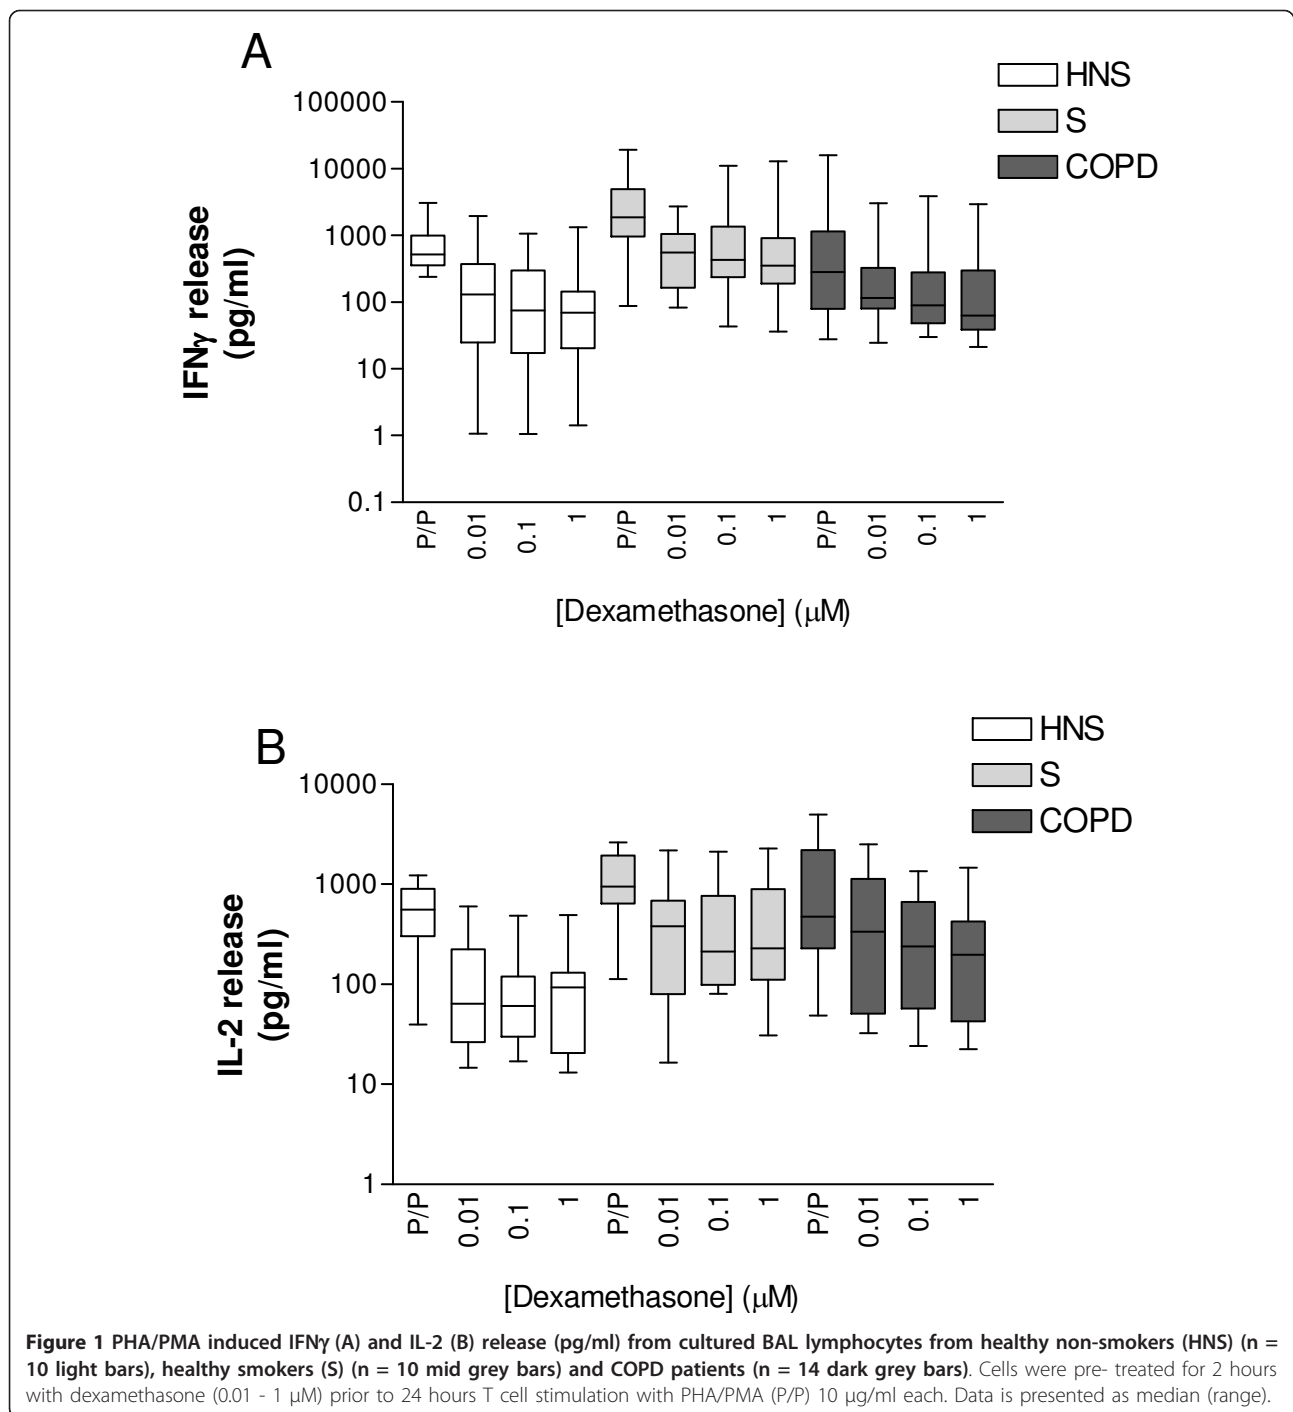 A
HNS
S
COPD
100000
10000
1000
100
10
1
0.1
IFNγ release
(pg/ml)
P/P 0.01 0.1 1 P/P 0.01 0.1 1 P/P 0.01 0.1 1
[Dexamethasone] (μM)
B
HNS
S
COPD
10000
1000
100
10
1
IL-2 release
(pg/ml)
P/P 0.01 0.1 1 P/P 0.01 0.1 1 P/P 0.01 0.1 1
[Dexamethasone] (μM)
Figure 1 PHA/PMA induced IFNγ (A) and IL-2 (B) release (pg/ml) from cultured BAL lymphocytes from healthy non-smokers (HNS) (n =
10 light bars), healthy smokers (S) (n = 10 mid grey bars) and COPD patients (n = 14 dark grey bars). Cells were pre- treated for 2 hours
with dexamethasone (0.01 - 1 μM) prior to 24 hours T cell stimulation with PHA/PMA (P/P) 10 μg/ml each. Data is presented as median (range).